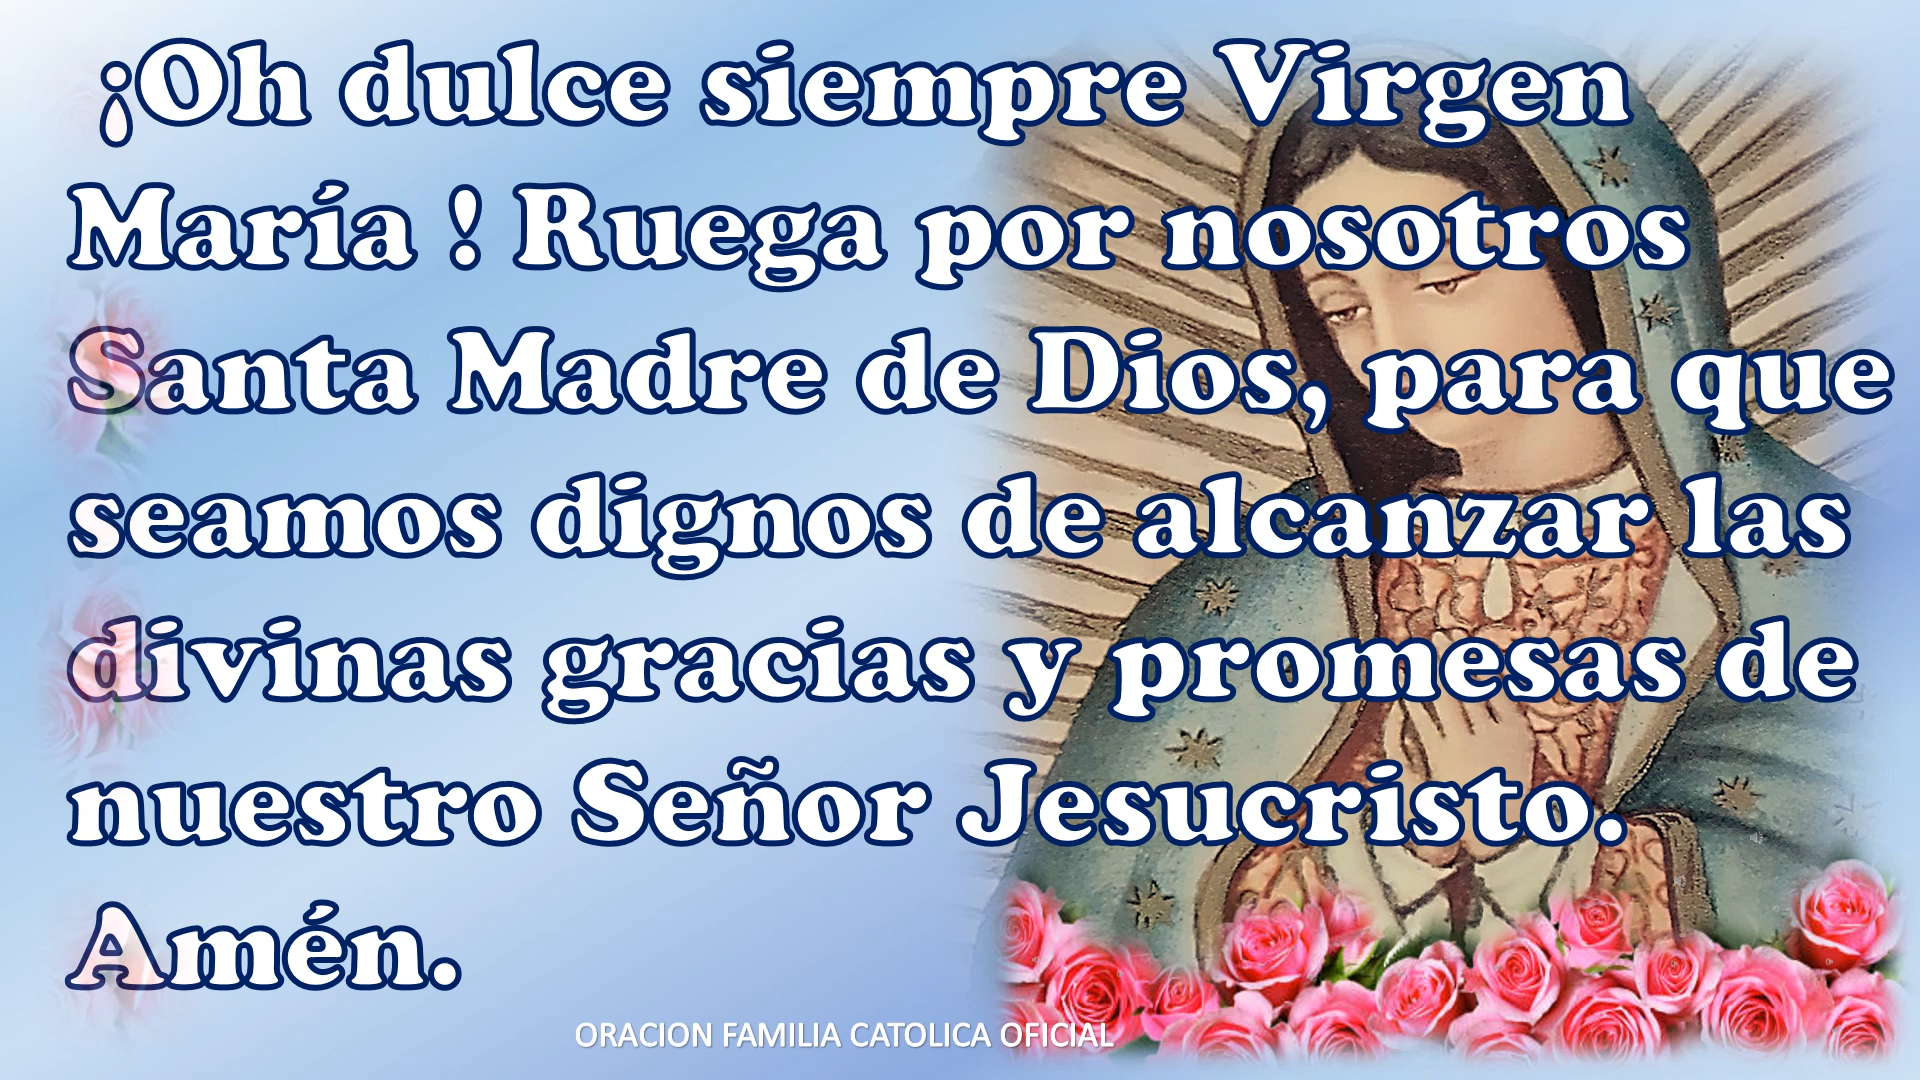 ¡Oh dulce siempre Virgen
María ! Ruega por nosotros
Santa Madre de Dios, para que
seamos dignos de alcanzar las
divinas gracias y promesas de
nuestro Señor Jesucristo.
Amén.
ORACION FAMILIA CATOLICA OFICIAL